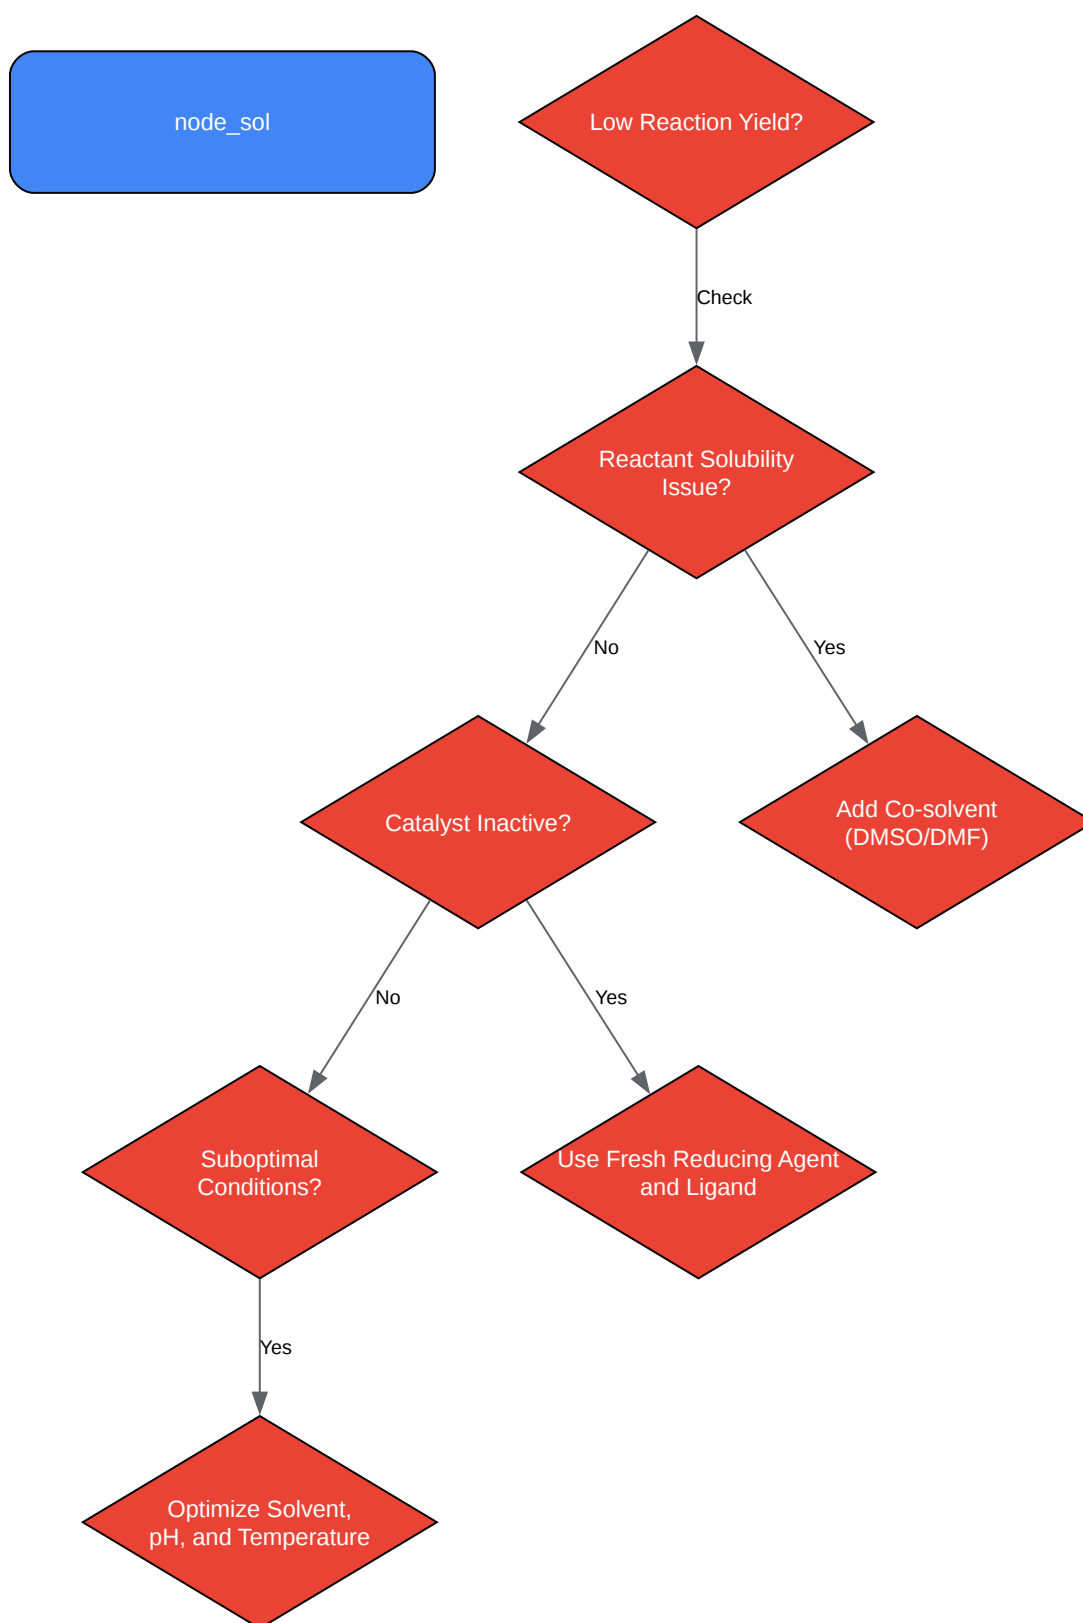 node_sol
Low Reaction Yield?
Check
Reactant Solubility
Issue?
No
Yes
Catalyst Inactive?
Add Co-solvent
(DMSO/DMF)
No
Yes
Suboptimal
Conditions?
Use Fresh Reducing Agent
and Ligand
Yes
Optimize Solvent,
pH, and Temperature